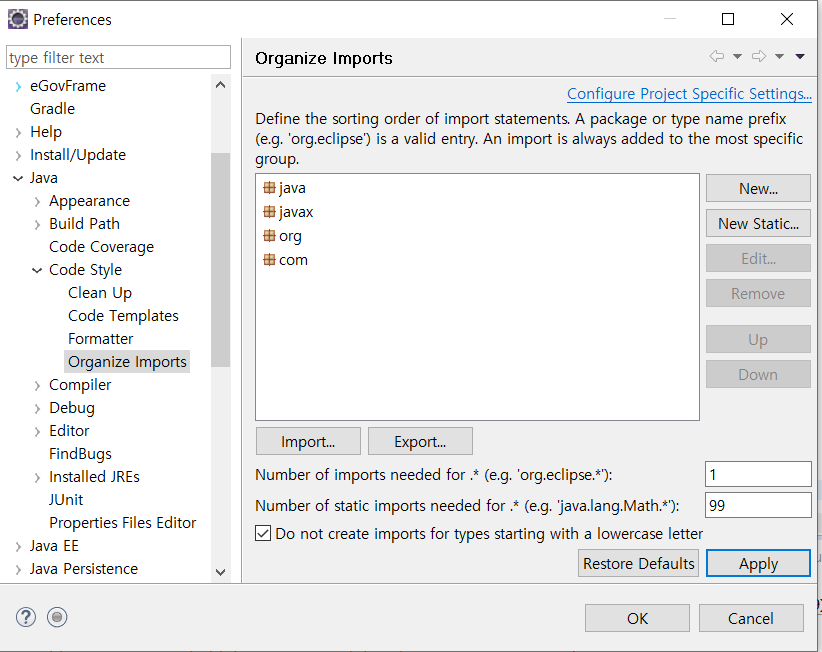 Preferences
type filter text
eGovFrame
Gradle
Help
Install/Update
Java
Appearance
Build Path
Code Coverage
Code Style
Clean Up
Code Templates
Formatter
Organize Imports
Compiler
Debug
Editor
FindBugs
Installed JREs
JUnit
Properties Files Editor
Java EE
Java Persistence
Organize Imports
Configure Project Specific Settings...
Define the sorting order of import statements. A package or type name prefix
(e.g. 'org.eclipse') is a valid entry. An import is always added to the most specific
group.
java
javax
org
com
New...
New Static...
Edit...
Remove
Up
Down
Import...
Export...
Number of imports needed for .* (e.g. 'org.eclipse.*'):
1
Number of static imports needed for .* (e.g. 'java.lang.Math.*'):
99
Do not create imports for types starting with a lowercase letter
Restore Defaults
Apply
OK
Cancel